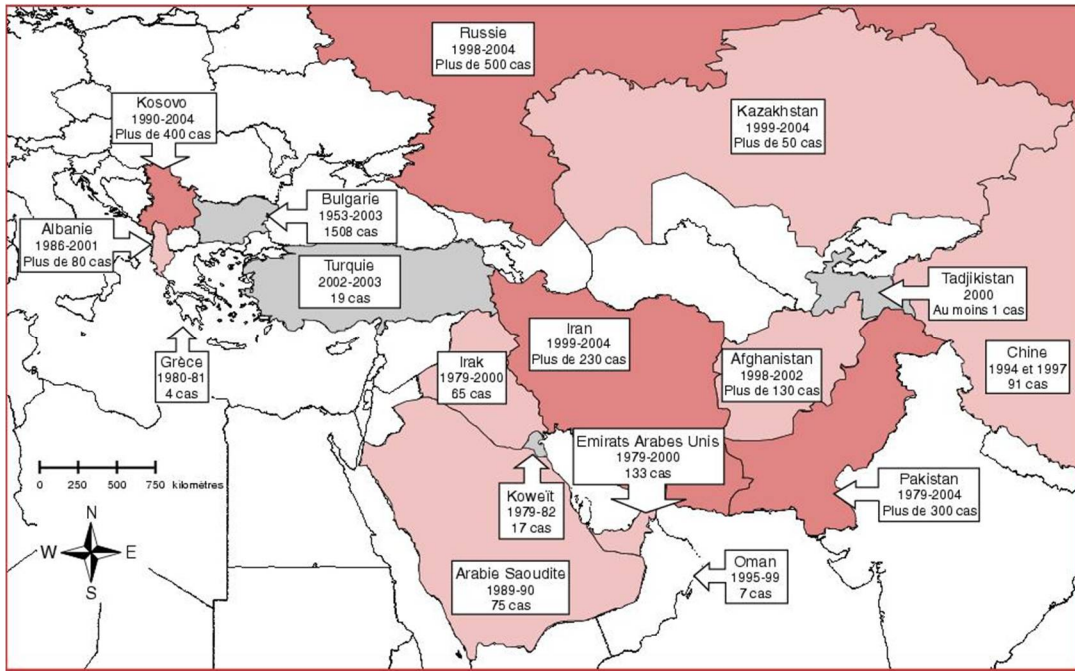 Russie
1998-2004
Plus de 500 cas
Kosovo
1990-2004
Plus de 400 cas
Kazakhstan
1999-2004
Plus de 50 cas
Bulgarie
1953-2003
1508 cas
Albanie
1986-2001
Plus de 80 cas
Turquie
2002-2003
19 cas
Tadjikistan
2000
Au moins 1 cas
Iran
1999-2004
Plus de 230 cas
Grèce
1980-81
4 cas
Irak
1979-2000
65 cas
Afghanistan
1998-2002
Plus de 130 cas
Chine
1994 et 1997
91 cas
Emirats Arabes Unis
1979-2000
133 cas
0 250 500 750 kilomètres
Koweït
1979-82
17 cas
Pakistan
1979-2004
Plus de 300 cas
N
W E
S
Arabie Saoudite
1989-90
75 cas
Oman
1995-99
7 cas